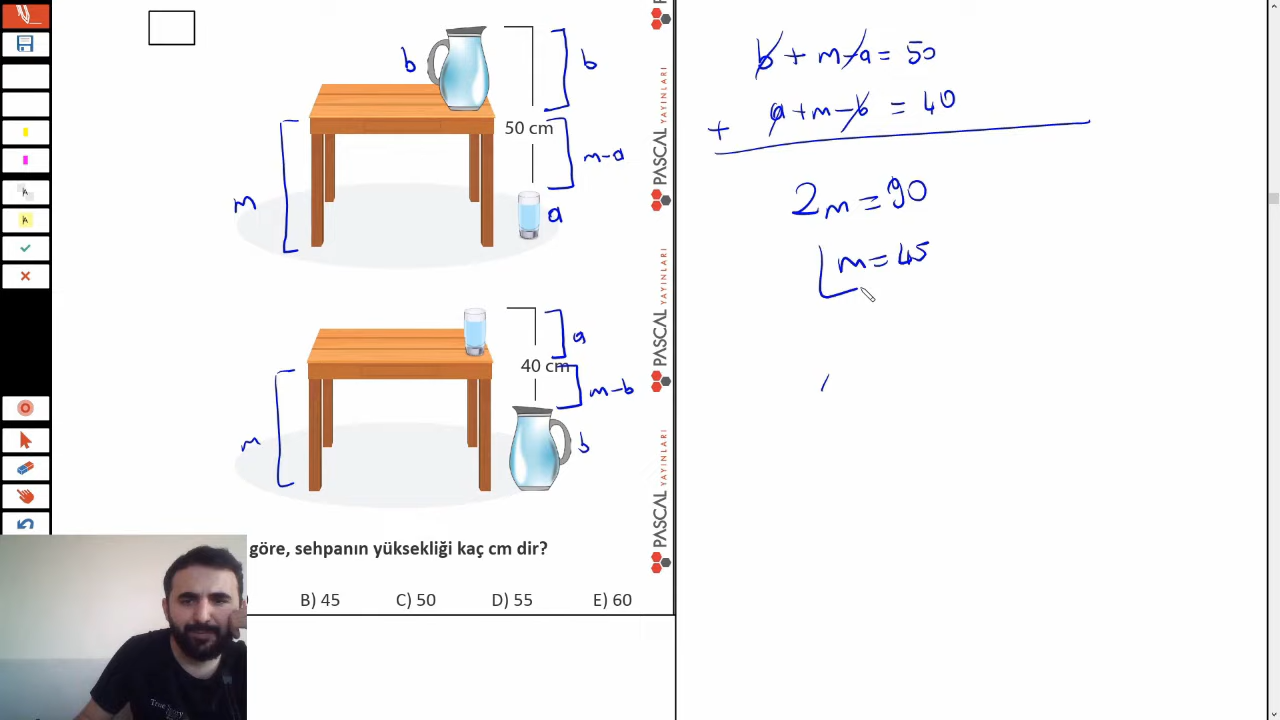 b
b
50 cm
m-a
m
a
PASCAL YAYINLARI
a
40 cm
m-b
m
b
PASCAL YAYINLARI
PASCAL YAYINLARI
göre, sehpanın yüksekliği kaç cm dir?
B) 45 C) 50 D) 55 E) 60
b + m - a = 50
a + m - b = 40
+
2m = 90
m = 45